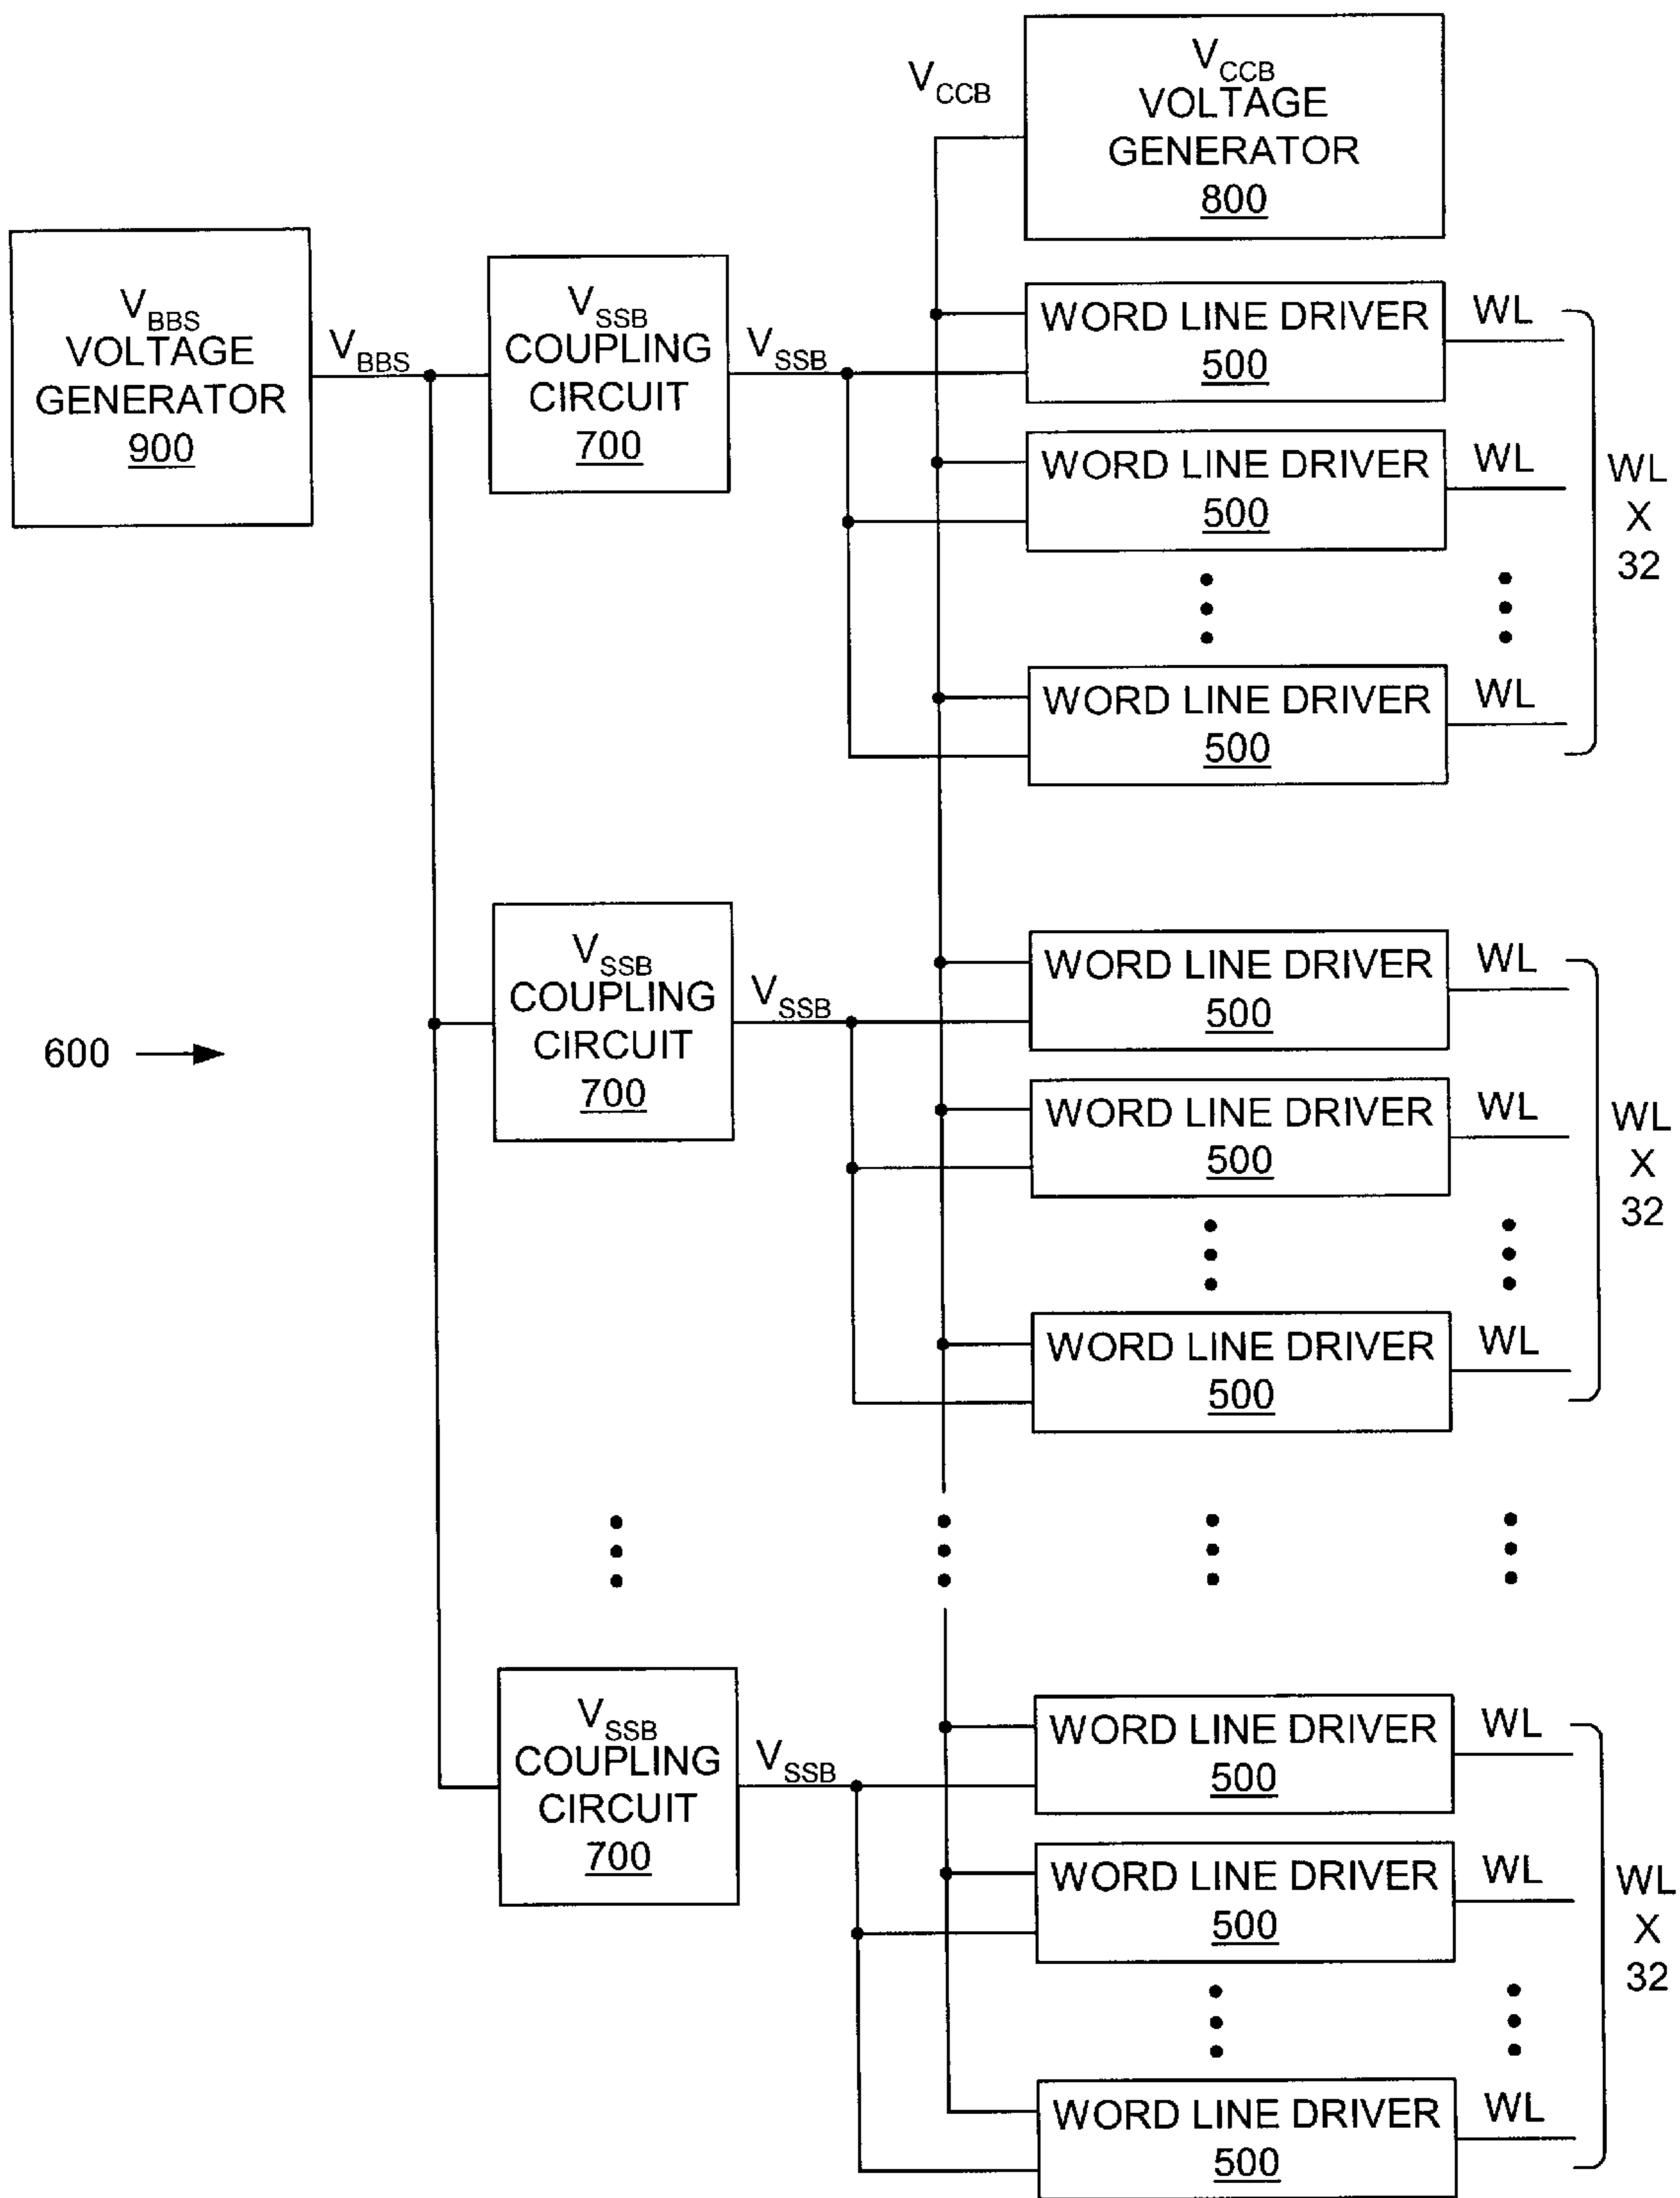 V_CCB
V_CCB
VOLTAGE
GENERATOR
800
V_BBS
VOLTAGE
GENERATOR
900
V_BBS
V_SSB
COUPLING
CIRCUIT
700
V_SSB
WORD LINE DRIVER
500
WL
WORD LINE DRIVER
500
WL
WORD LINE DRIVER
500
WL
WL
X
32
600
V_SSB
COUPLING
CIRCUIT
700
V_SSB
WORD LINE DRIVER
500
WL
WORD LINE DRIVER
500
WL
WORD LINE DRIVER
500
WL
WL
X
32
V_SSB
COUPLING
CIRCUIT
700
V_SSB
WORD LINE DRIVER
500
WL
WORD LINE DRIVER
500
WL
WORD LINE DRIVER
500
WL
WL
X
32